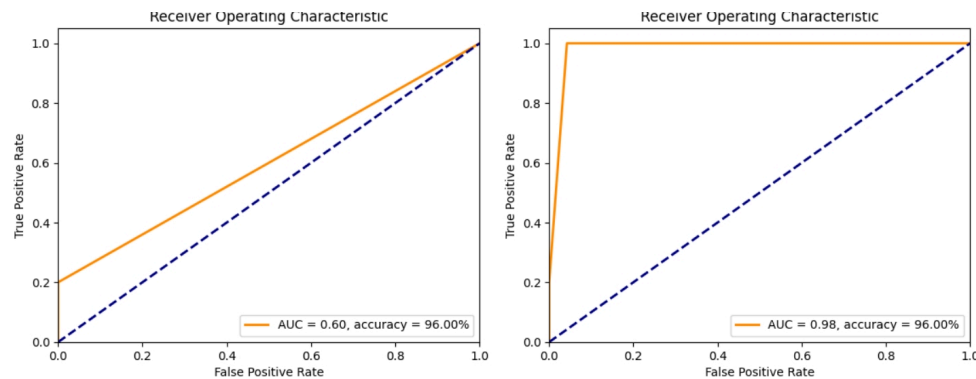 Receiver Operating Characteristic
1.0
0.8
0.6
0.4
0.2
0.0
True Positive Rate
0.0 0.2 0.4 0.6 0.8 1.0
False Positive Rate
AUC = 0.60, accuracy = 96.00%
Receiver Operating Characteristic
1.0
0.8
0.6
0.4
0.2
0.0
True Positive Rate
0.0 0.2 0.4 0.6 0.8 1.0
False Positive Rate
AUC = 0.98, accuracy = 96.00%